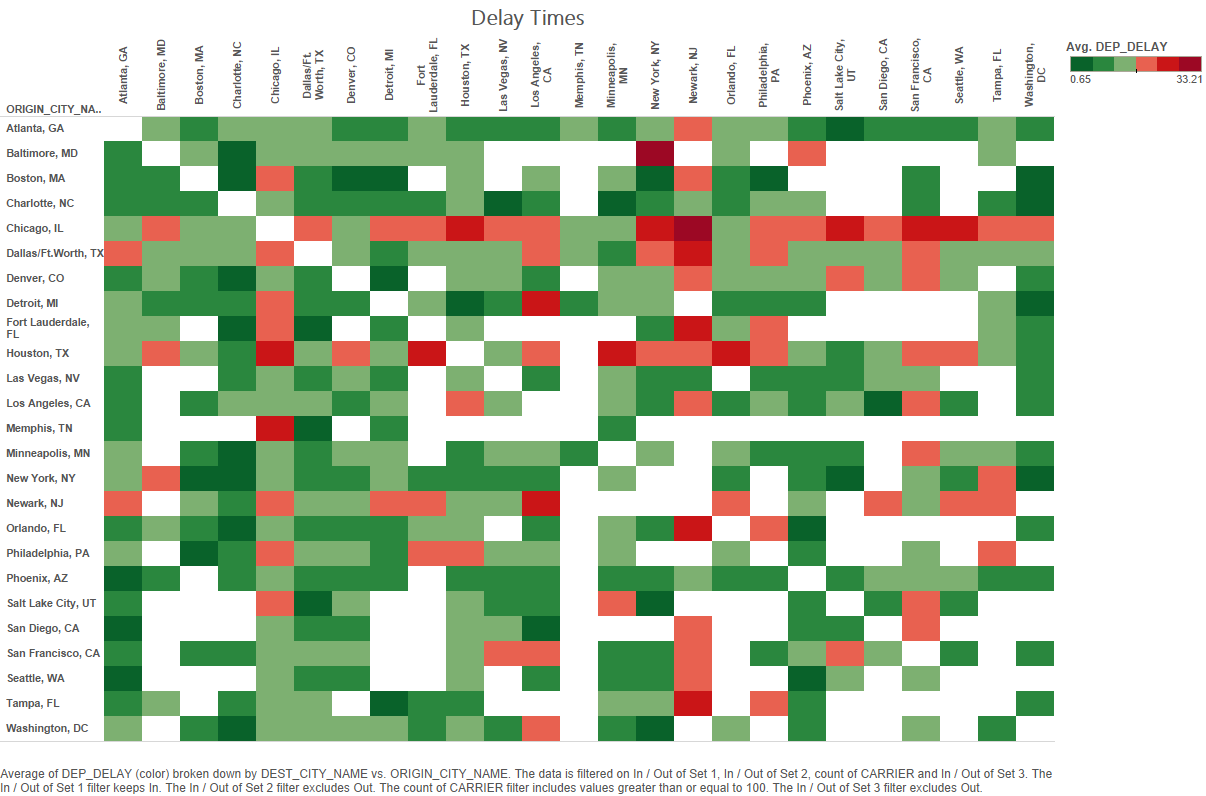 Delay Times
Avg. DEP_DELAY
0.65 33.21
ORIGIN_CITY_NA..
Atlanta, GA
Baltimore, MD
Boston, MA
Charlotte, NC
Chicago, IL
Dallas/Ft.
Worth, TX
Denver, CO
Detroit, MI
Fort
Lauderdale, FL
Houston, TX
Las Vegas, NV
Los Angeles,
CA
Memphis, TN
Minneapolis,
MN
New York, NY
Newark, NJ
Orlando, FL
Philadelphia,
PA
Phoenix, AZ
Salt Lake City,
UT
San Diego, CA
San Francisco,
CA
Seattle, WA
Tampa, FL
Washington,
DC
Atlanta, GA
Baltimore, MD
Boston, MA
Charlotte, NC
Chicago, IL
Dallas/Ft.Worth, TX
Denver, CO
Detroit, MI
Fort Lauderdale,
FL
Houston, TX
Las Vegas, NV
Los Angeles, CA
Memphis, TN
Minneapolis, MN
New York, NY
Newark, NJ
Orlando, FL
Philadelphia, PA
Phoenix, AZ
Salt Lake City, UT
San Diego, CA
San Francisco, CA
Seattle, WA
Tampa, FL
Washington, DC
Average of DEP_DELAY (color) broken down by DEST_CITY_NAME vs. ORIGIN_CITY_NAME. The data is filtered on In / Out of Set 1, In / Out of Set 2, count of CARRIER and In / Out of Set 3. The
In / Out of Set 1 filter keeps In. The In / Out of Set 2 filter excludes Out. The count of CARRIER filter includes values greater than or equal to 100. The In / Out of Set 3 filter excludes Out.